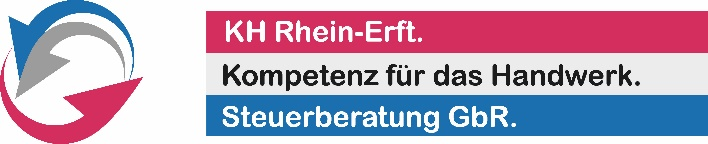 KH Rhein-Erft.
Kompetenz für das Handwerk.
Steuerberatung GbR.